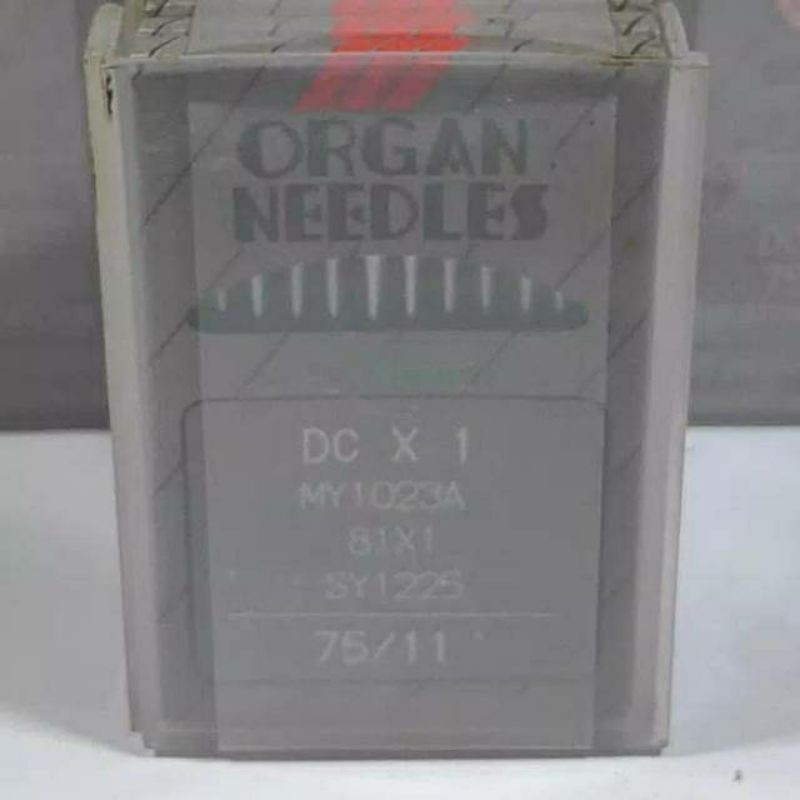 ORGAN
NEEDLES
DC X 1
MY1023A
81X1
SY1225
75/11